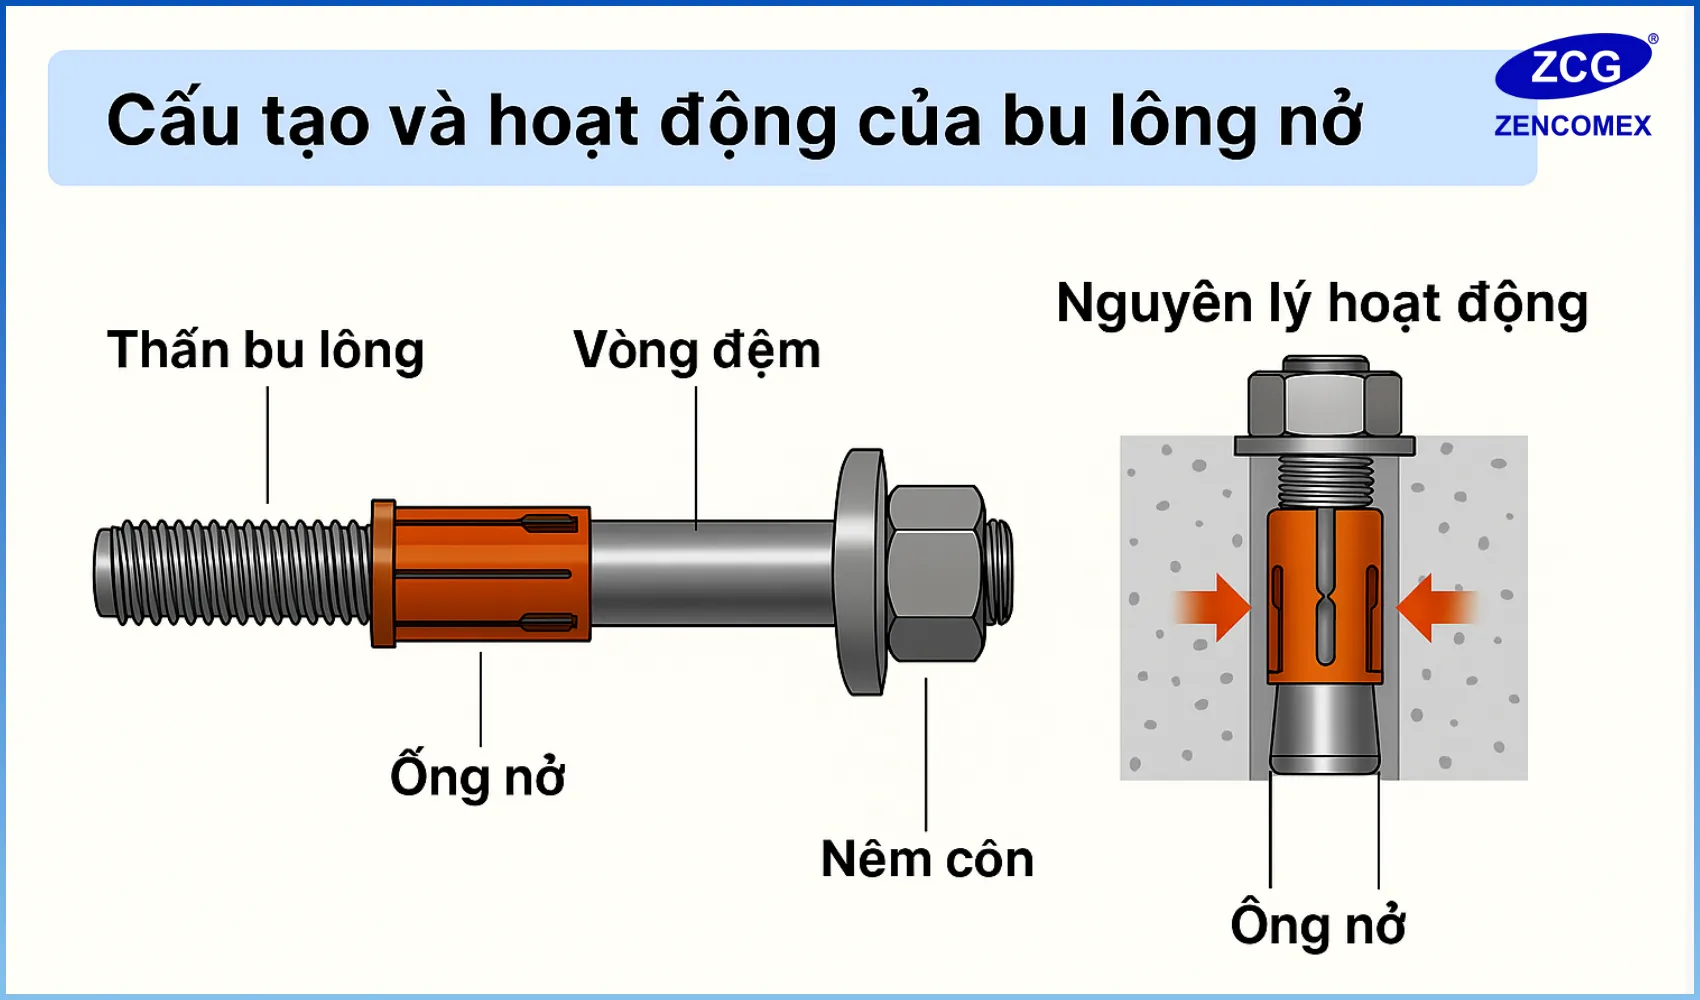 Cấu tạo và hoạt động của bu lông nở
ZCG®
ZENCOMEX
Nguyên lý hoạt động
Thấn bu lông
Vòng đệm
Ống nở
Nêm côn
Ông nở